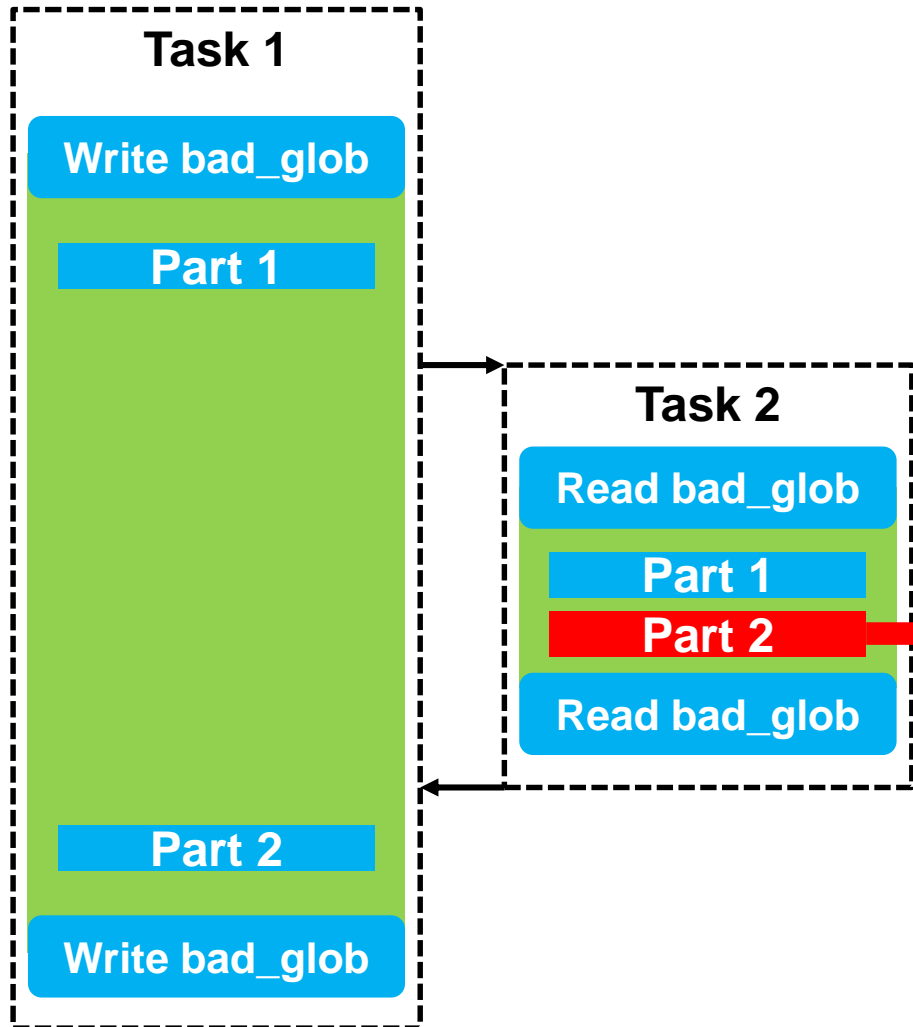 Task 1
Write bad_glob
Part 1
Part 2
Write bad_glob
Task 2
Read bad_glob
Part 1
Part 2
Read bad_glob